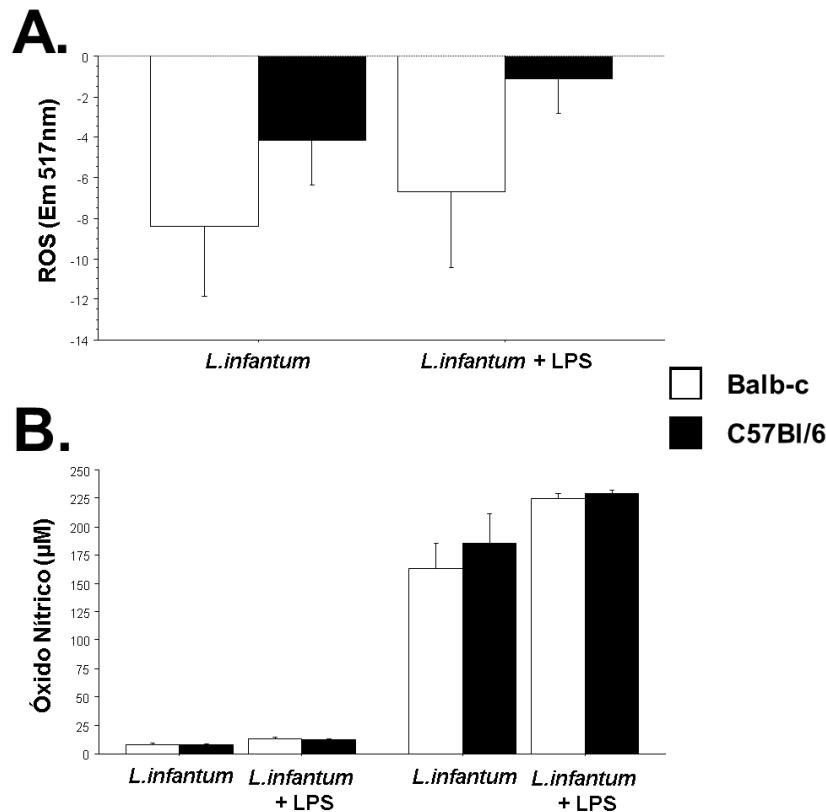 A.
0
-2
-4
-6
-8
-10
-12
-14
ROS (Em 517nm)
L.infantum
L.infantum + LPS
Balb-c
C57Bl/6
B.
250
225
200
175
150
125
100
75
50
25
0
Óxido Nítrico (µM)
L.infantum
L.infantum
+ LPS
L.infantum
L.infantum
+ LPS